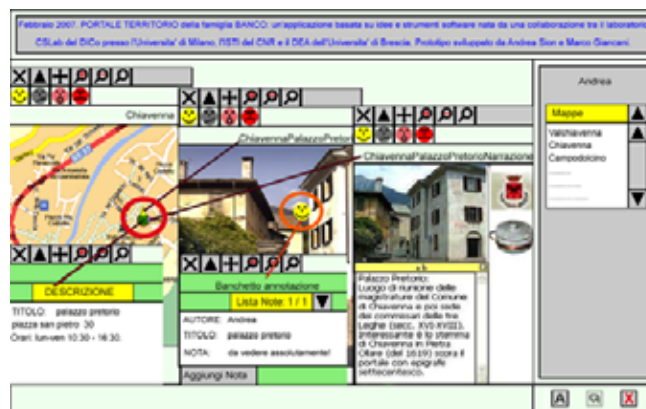 Febbraio 2007. PORTALE TERRITORIO della famiglia BANCO: un'applicazione basata su idee e strumenti software nata da una collaborazione tra il laboratorio
CSLab del DiCo presso l'Universita' di Milano, l'ISTI del CNR e il DEA dell'Universita' di Brescia. Prototipo sviluppato da Andrea Sion e Marco Giancani.
Chiavenna
ChiavennaPalazzoPretor
ChiavennaPalazzoPretorioNarrazione
Andrea
Mappe
Valchiavenna
Chiavenna
Campodolcino
DESCRIZIONE
TITOLO: palazzo pretorio
piazza san pietro 30
Orari: lun-ven 10:30 - 16:30.
Banchetto annotazione
Lista Note: 1 / 1
AUTORE: Andrea
TITOLO: palazzo pretorio
NOTA: da vedere assolutamente!
Aggiungi Nota
Palazzo Pretorio:
Luogo di riunione delle
magistrature del Comune
di Chiavenna e poi sede
dei commissari delle tre
Leghe (secc. XVI-XVIII).
Interessante è lo stemma
di Chiavenna in Pietra
Ollare (del 1619) sopra il
portale con epigrafe
settecentesco.
A
X